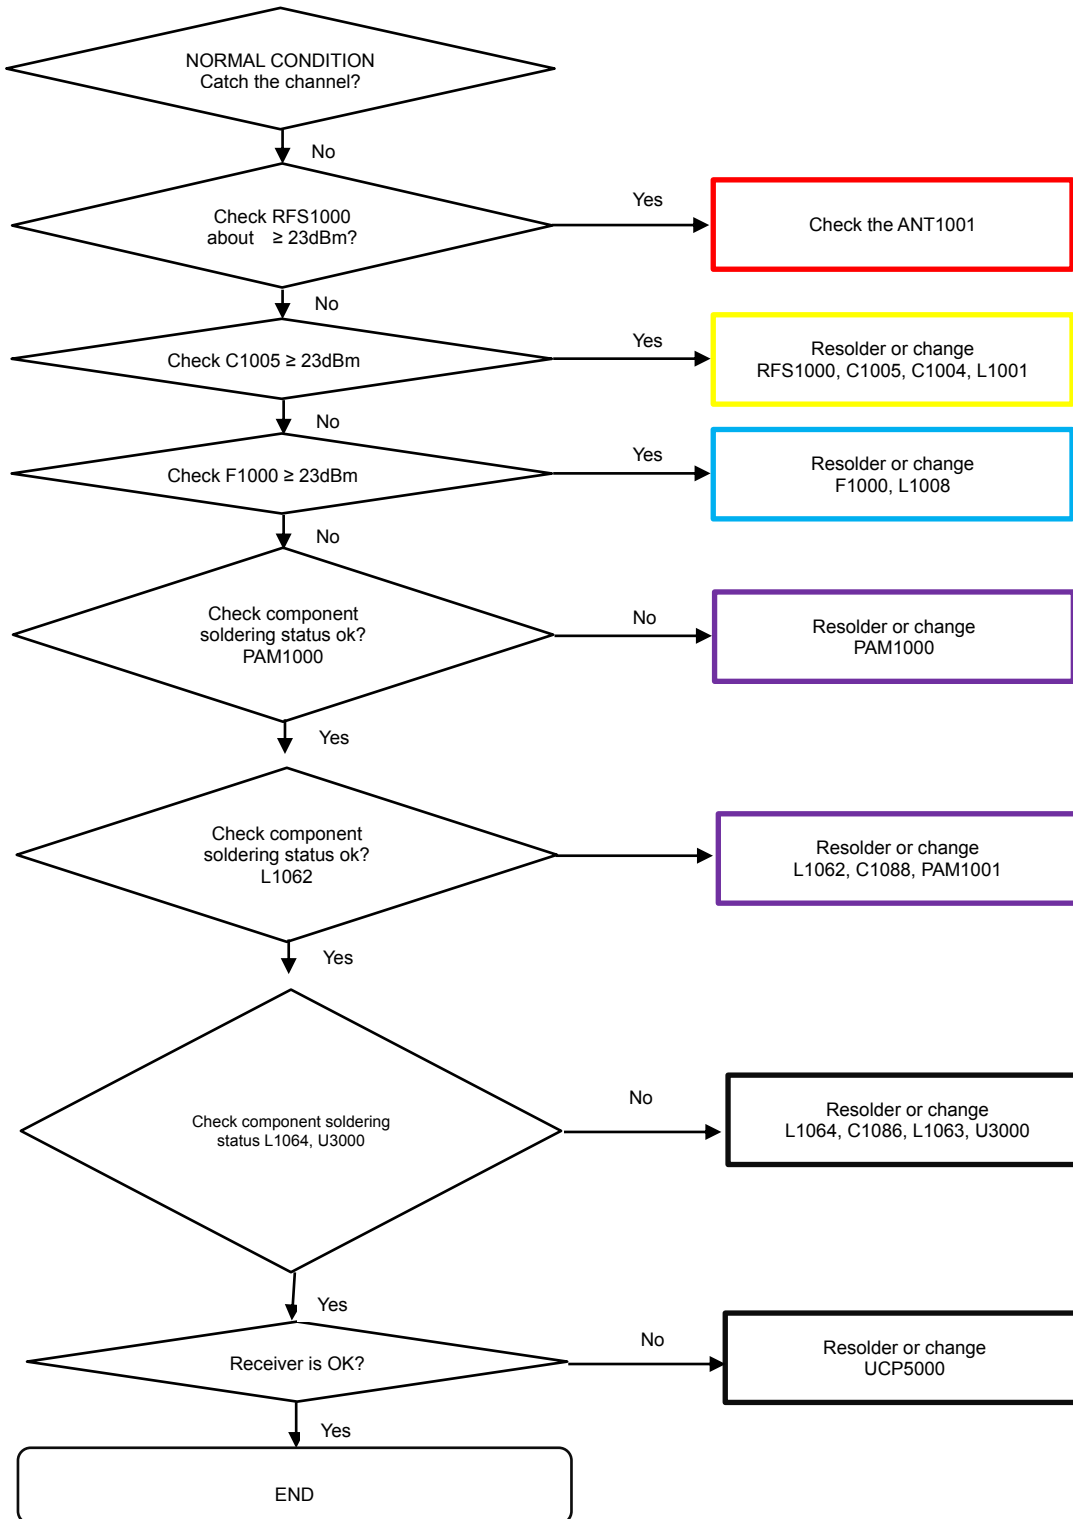 NORMAL CONDITION
Catch the channel?
No
Check RFS1000
about ≥ 23dBm?
Yes
Check the ANT1001
No
Check C1005 ≥ 23dBm
Yes
Resolder or change
RFS1000, C1005, C1004, L1001
No
Check F1000 ≥ 23dBm
Yes
Resolder or change
F1000, L1008
No
Check component
soldering status ok?
PAM1000
No
Resolder or change
PAM1000
Yes
Check component
soldering status ok?
L1062
Resolder or change
L1062, C1088, PAM1001
Yes
Check component soldering
status L1064, U3000
No
Resolder or change
L1064, C1086, L1063, U3000
Yes
Receiver is OK?
No
Resolder or change
UCP5000
Yes
END